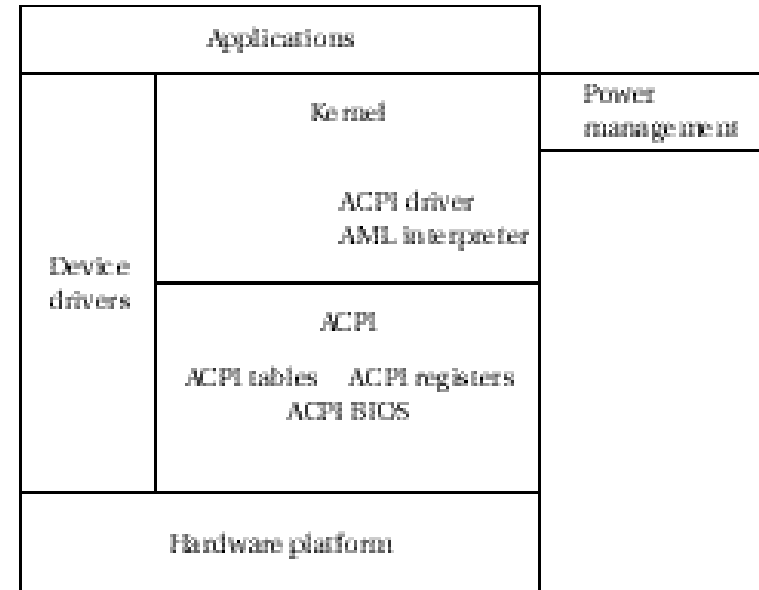 Applications
Kernel
Power
management
ACPI driver
AML interpreter
Device
drivers
ACPI
ACPI tables ACPI registers
ACPI BIOS
Hardware platform